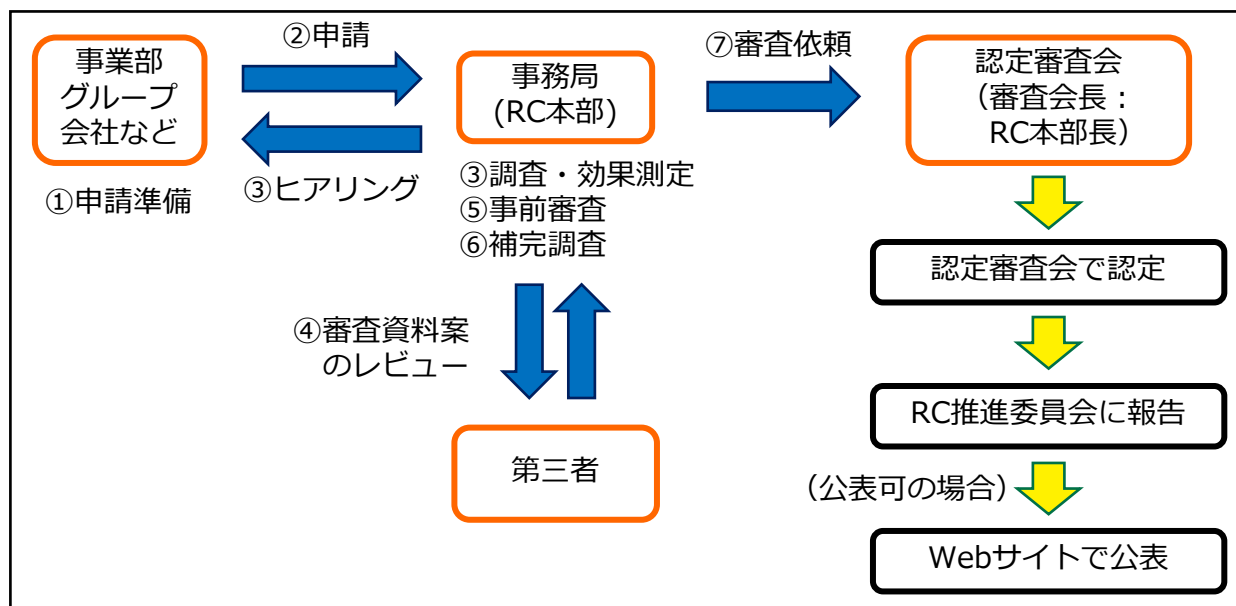 事業部
グループ
会社など
①申請準備
②申請
③ヒアリング
事務局
(RC本部)
③調査・効果測定
⑤事前審査
⑥補完調査
④審査資料案
のレビュー
第三者
⑦審査依頼
認定審査会
（審査会長：
RC本部長）
認定審査会で認定
RC推進委員会に報告
（公表可の場合）
Webサイトで公表